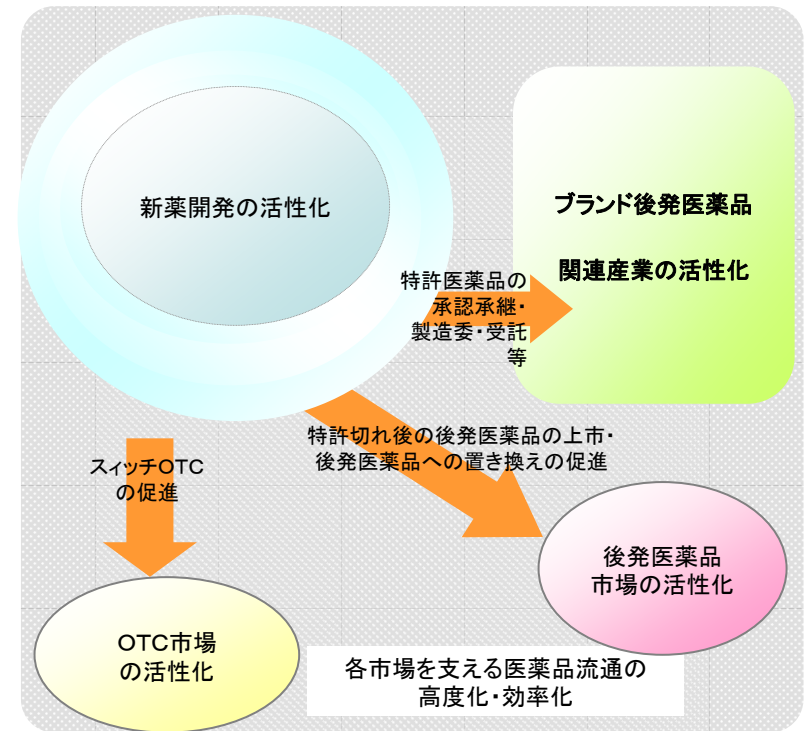 新薬開発の活性化
ブランド後発医薬品
関連産業の活性化
特許医薬品の
承認承継・
製造委・受託
等
特許切れ後の後発医薬品の上市・
後発医薬品への置き換えの促進
スィッチOTC
の促進
後発医薬品
市場の活性化
OTC市場
の活性化
各市場を支える医薬品流通の
高度化・効率化